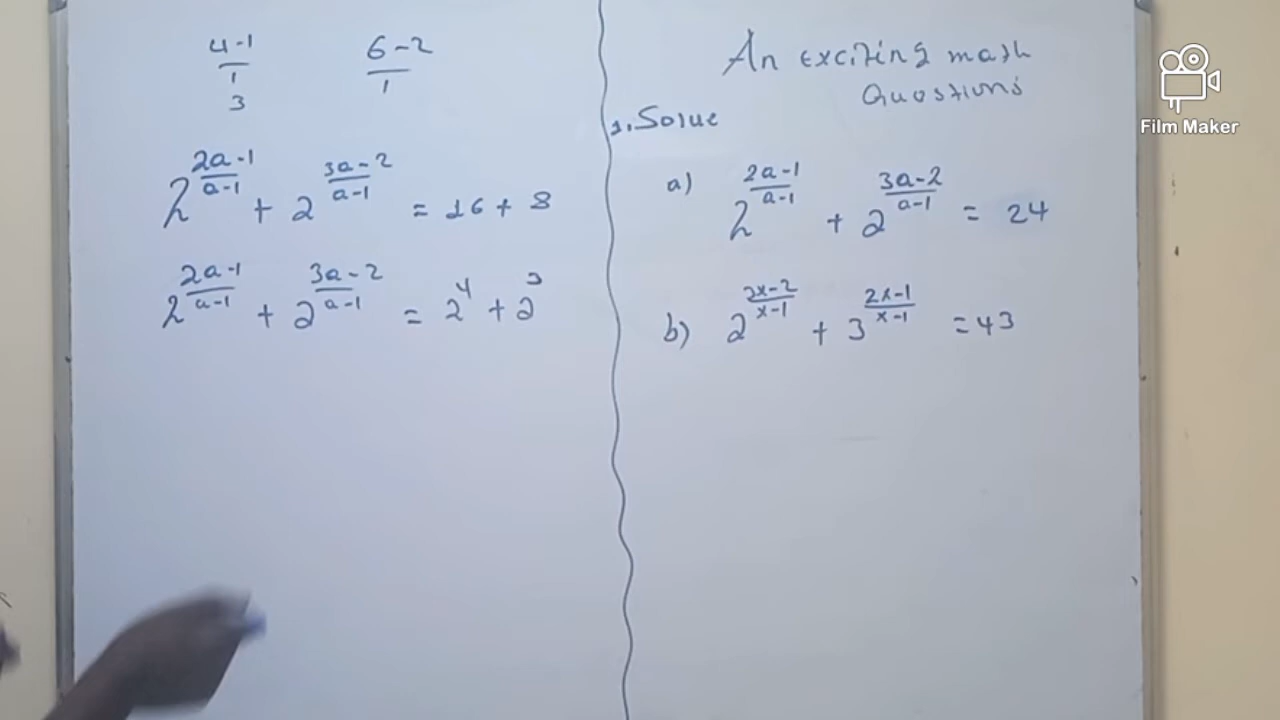 4-1/1 6-2/1
3
2^((2a-1)/(a-1)) + 2^((3a-2)/(a-1)) = 16 + 8
2^((2a-1)/(a-1)) + 2^((3a-2)/(a-1)) = 2^4 + 2^3
An exciting math
Questions
1. Solve
a) 2^((2a-1)/(a-1)) + 2^((3a-2)/(a-1)) = 24
b) 2^((2x-2)/(x-1)) + 3^((2x-1)/(x-1)) = 43
Film Maker